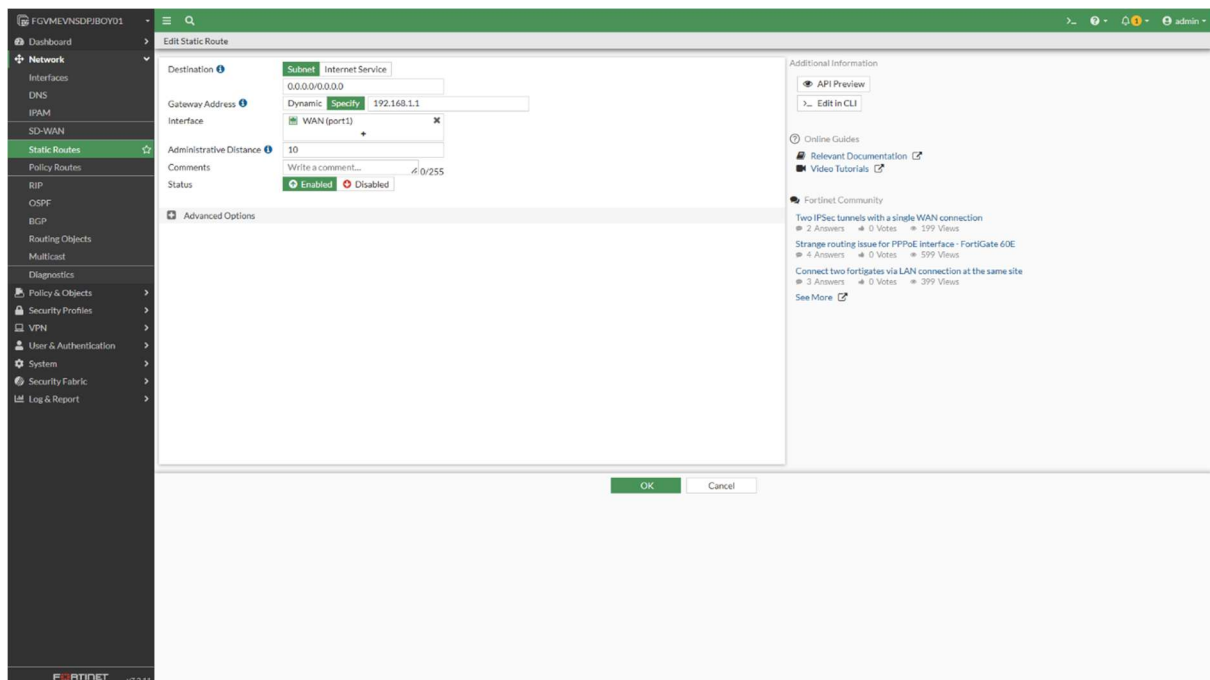 FGVMEVNSDPJBOY01
admin
Dashboard
Network
Interfaces
DNS
IPAM
SD-WAN
Static Routes
Policy Routes
RIP
OSPF
BGP
Routing Objects
Multicast
Diagnostics
Policy & Objects
Security Profiles
VPN
User & Authentication
System
Security Fabric
Log & Report
FORTINET
Edit Static Route
Destination
Subnet Internet Service
0.0.0.0/0.0.0.0
Gateway Address
Dynamic Specify 192.168.1.1
Interface
WAN (port1)
+
Administrative Distance
10
Comments
Write a comment...
0/255
Status
Enabled Disabled
Advanced Options
OK Cancel
Additional Information
API Preview
>_ Edit in CLI
Online Guides
Relevant Documentation
Video Tutorials
Fortinet Community
Two IPSec tunnels with a single WAN connection
2 Answers 0 Votes 199 Views
Strange routing issue for PPPoE interface - FortiGate 60E
4 Answers 0 Votes 599 Views
Connect two fortigates via LAN connection at the same site
3 Answers 0 Votes 399 Views
See More